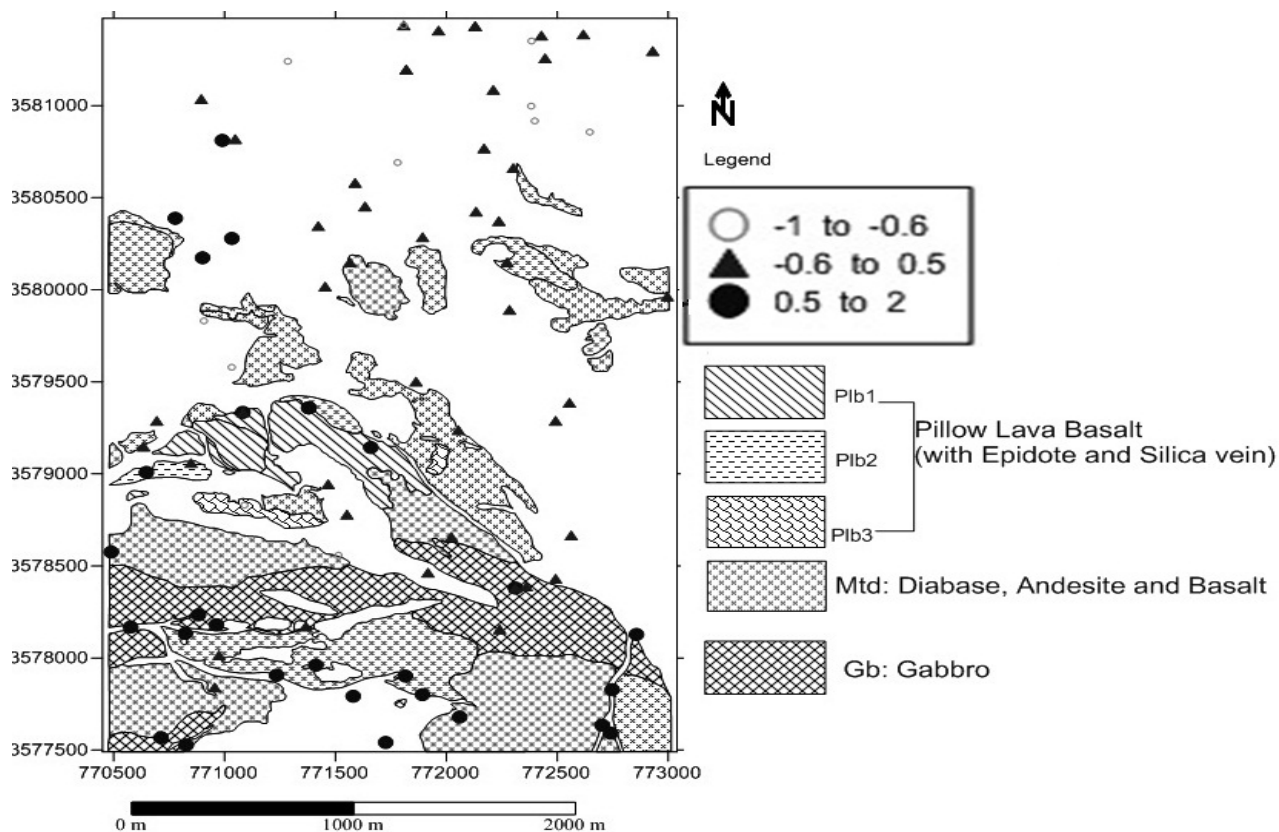 3581000
3580500
3580000
3579500
3579000
3578500
3578000
3577500
770500 771000 771500 772000 772500 773000
0 m 1000 m 2000 m
N
Legend
-1 to -0.6
-0.6 to 0.5
0.5 to 2
Plb1
Plb2
Plb3
Pillow Lava Basalt
(with Epidote and Silica vein)
Mtd: Diabase, Andesite and Basalt
Gb: Gabbro